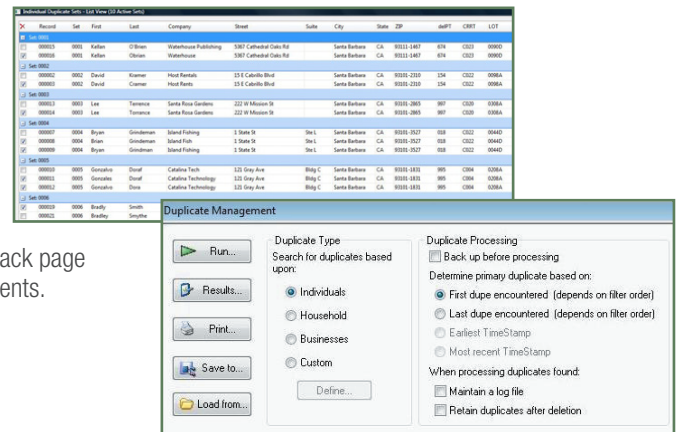 Individual Duplicate Sets - List View (10 Active Sets)
Record Set First Last Company Street Suite City State ZIP delPT CRRT LOT
Set: 0001
000015 0001 Kellan O'Brien Waterhouse Publishing 5367 Cathedral Oaks Rd Santa Barbara CA 93111-1467 674 C023 0090D
000016 0001 Kellan Obrian Waterhouse 5367 Cathedral Oaks Rd Santa Barbara CA 93111-1467 674 C023 0090D
Set: 0002
000002 0002 David Kremer Host Rentals 15 E Cabrillo Blvd Santa Barbara CA 93101-2310 154 C022 0096A
000003 0002 David Cramer Host Rents 15 E Cabrillo Blvd Santa Barbara CA 93101-2310 154 C022 0096A
Set: 0003
000013 0003 Lee Terrence Santa Rosa Gardens 222 W Mission St Santa Barbara CA 93101-2865 997 C020 0308A
000014 0003 Lee Torrance Santa Rosa Gardens 222 W Mission St Santa Barbara CA 93101-2865 997 C020 0308A
Set: 0004
000007 0004 Bryan Grindeman Island Fishing 1 State St Ste L Santa Barbara CA 93101-3527 018 C022 0044D
000008 0004 Brian Grindeman Island Fish 1 State St Ste L Santa Barbara CA 93101-3527 018 C022 0044D
000009 0004 Bryan Grindman Island Fishing 1 State St Ste L Santa Barbara CA 93101-3527 018 C022 0044D
Set: 0005
000010 0005 Gonzalvo Doraf Catalina Tech 121 Gray Ave Bldg C Santa Barbara CA 93101-1831 995 C004 0208A
000011 0005 Gonzales Doraf Catalina Technology 121 Gray Ave Bldg C Santa Barbara CA 93101-1831 995 C004 0208A
000012 0005 Gonzalvo Dora Catalina Technology 121 Gray Ave Bldg C Santa Barbara CA 93101-1831 995 C004 0208A
Set: 0006
000019 0006 Bradly Smith
000021 0006 Bradley Smythe
ack page
ents.
Duplicate Management
Run...
Results...
Print...
Save to...
Load from...
Duplicate Type
Search for duplicates based
upon:
Individuals
Household
Businesses
Custom
Define...
Duplicate Processing
Back up before processing
Determine primary duplicate based on:
First dupe encountered (depends on filter order)
Last dupe encountered (depends on filter order)
Earliest TimeStamp
Most recent TimeStamp
When processing duplicates found:
Maintain a log file
Retain duplicates after deletion